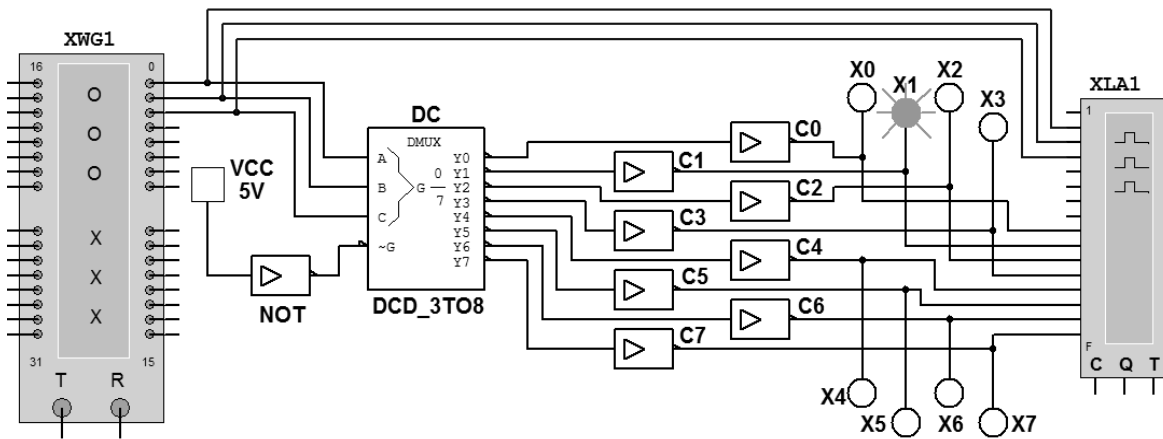 XWG1
16 0
O
O
O
X
X
X
31 15
T R
VCC
5V
NOT
DC
DMUX
A
B
C
~G
G 0
7
Y0
Y1
Y2
Y3
Y4
Y5
Y6
Y7
DCD_3TO8
C0
C1
C2
C3
C4
C5
C6
C7
X0
X1
X2
X3
X4
X5
X6
X7
XLA1
1
F
C Q T